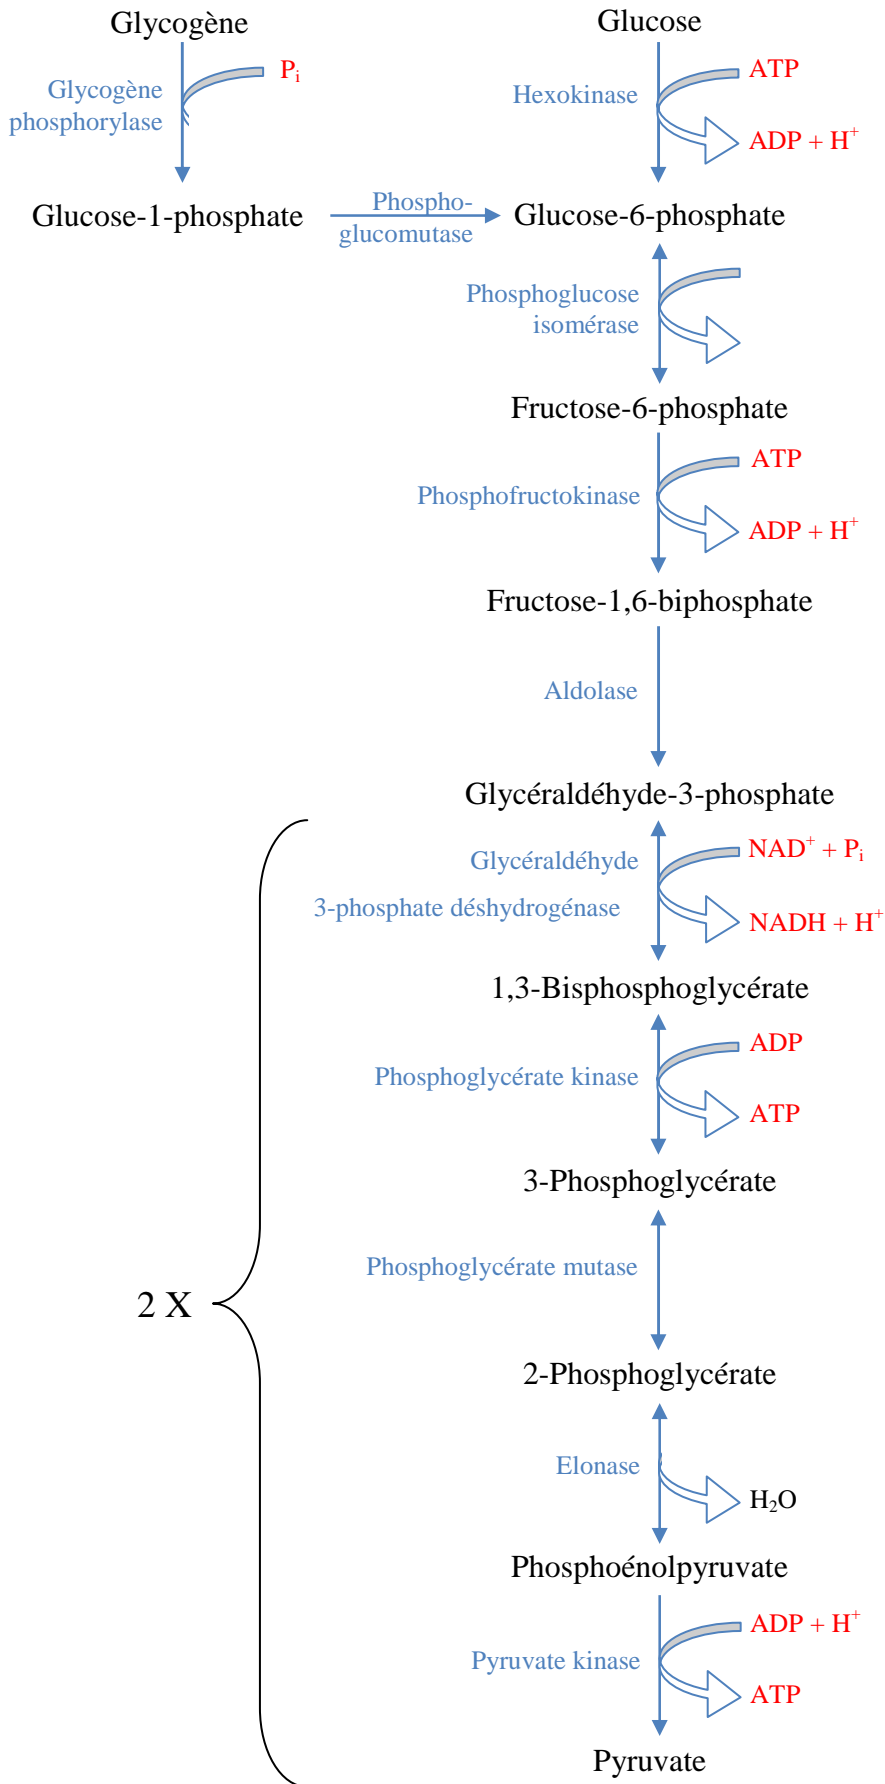 Glycogène
Glucose
Glycogène
phosphorylase
P_i
Hexokinase
ATP
ADP + H⁺
Glucose-1-phosphate
Phospho-
glucomutase
Glucose-6-phosphate
Phosphoglucose
isomérase
Fructose-6-phosphate
Phosphofructokinase
ATP
ADP + H⁺
Fructose-1,6-biphosphate
Aldolase
Glycéraldéhyde-3-phosphate
Glycéraldéhyde
3-phosphate déshydrogénase
NAD⁺ + P_i
NADH + H⁺
1,3-Bisphosphoglycérate
Phosphoglycérate kinase
ADP
ATP
3-Phosphoglycérate
Phosphoglycérate mutase
2 X
2-Phosphoglycérate
Elonase
H₂O
Phosphoénolpyruvate
Pyruvate kinase
ADP + H⁺
ATP
Pyruvate